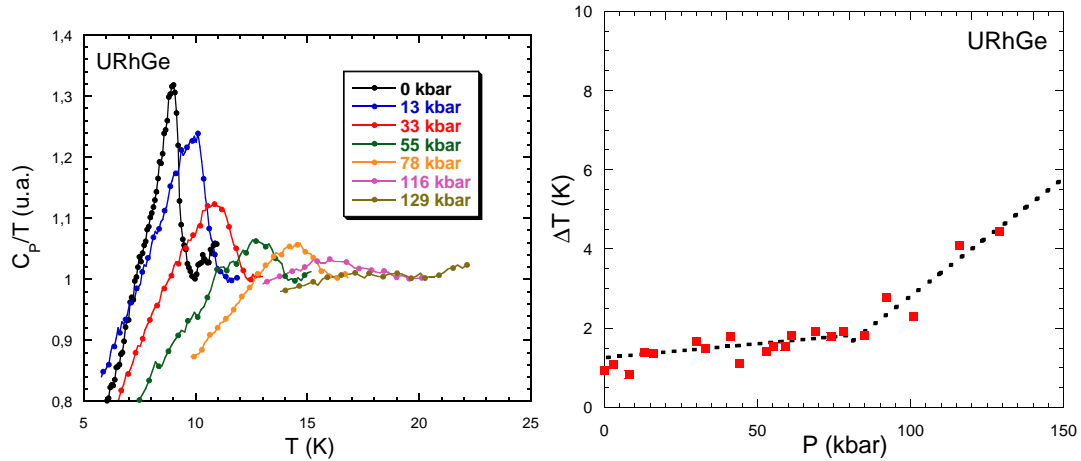 URhGe
1,4
1,3
1,2
1,1
1
0,9
0,8
C_P/T (u.a.)
0 kbar
13 kbar
33 kbar
55 kbar
78 kbar
116 kbar
129 kbar
5 10 15 20 25
T (K)
URhGe
10
8
6
4
2
0
ΔT (K)
0 50 100 150
P (kbar)